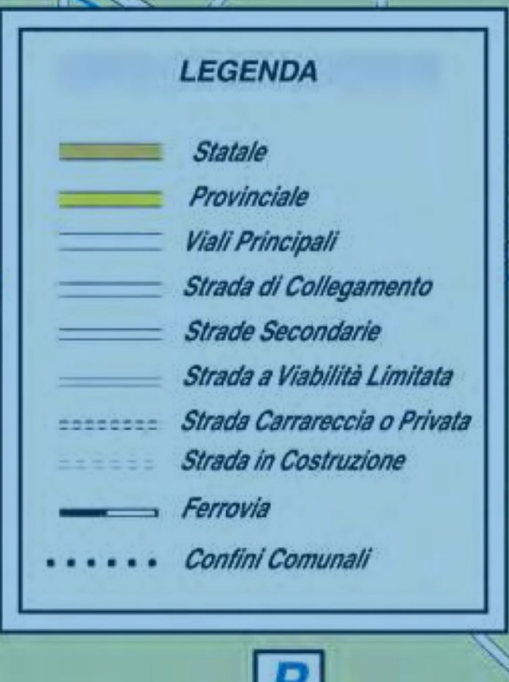 LEGENDA
Statale
Provinciale
Viali Principali
Strada di Collegamento
Strade Secondarie
Strada a Viabilità Limitata
Strada Carrareccia o Privata
Strada in Costruzione
Ferrovia
Confini Comunali
P